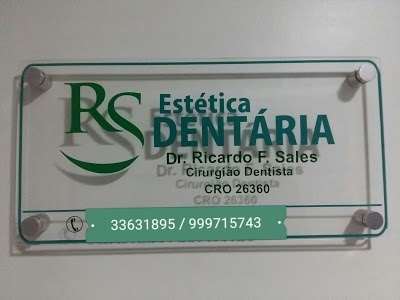 RS
Estética
DENTÁRIA
Dr. Ricardo F. Sales
Cirurgião Dentista
CRO 26360
33631895 / 999715743